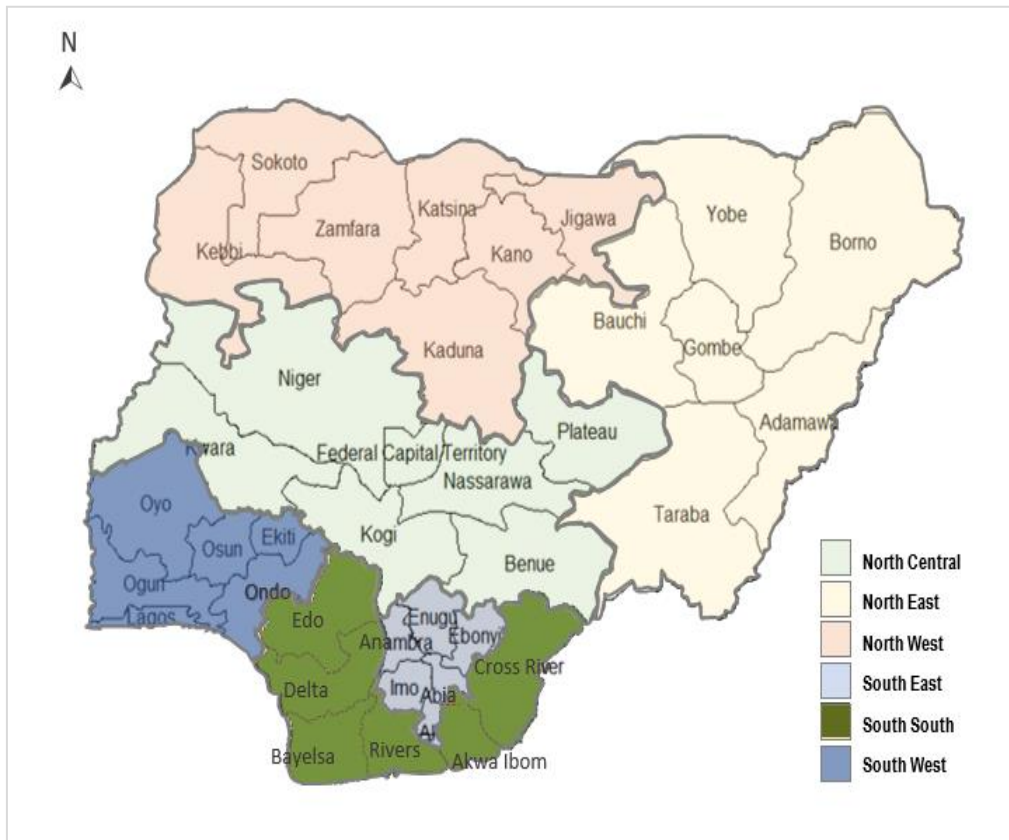 N
Sokoto
Katsina
Zamfara
Kano
Jigawa
Yobe
Borno
Kebbi
Bauchi
Gombe
Kaduna
Niger
Adamawa
Plateau
Kwara
Federal Capital Territory
Nassarawa
Taraba
Oyo
Osun
Ekiti
Kogi
Benue
Ogun
Ondo
Lagos
Edo
Enugu
Anambra
Ebonyi
Cross River
Delta
Imo
Abia
Bayelsa
Rivers
Akwa Ibom
North Central
North East
North West
South East
South South
South West